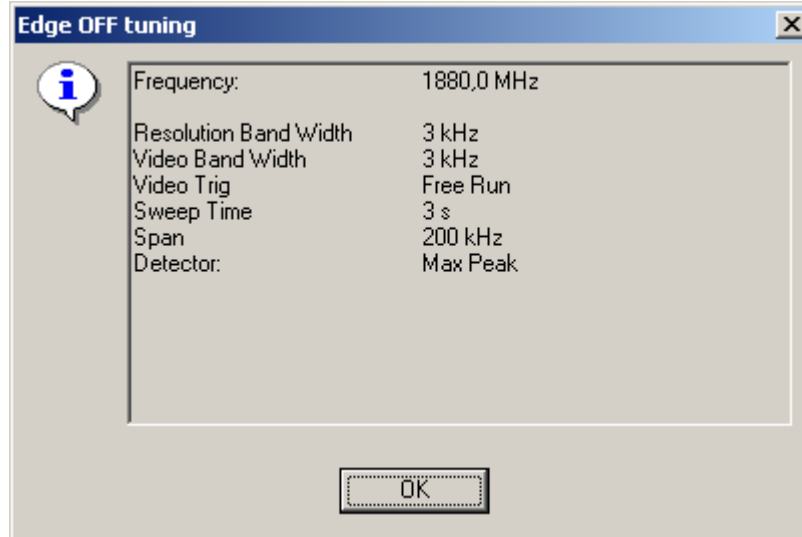 Edge OFF tuning
Frequency: 1880,0 MHz
Resolution Band Width 3 kHz
Video Band Width 3 kHz
Video Trig Free Run
Sweep Time 3 s
Span 200 kHz
Detector: Max Peak
OK